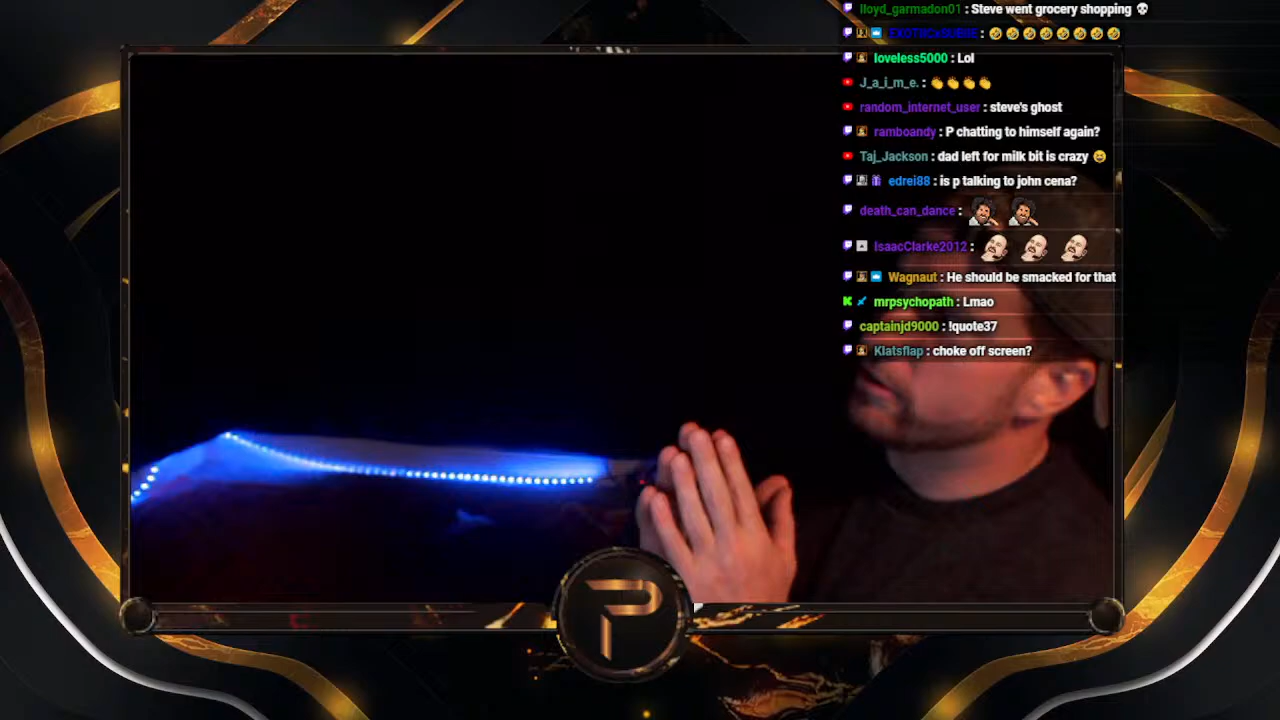 lloyd_garmadon01 : Steve went grocery shopping 💀
EXOTICxSUBIE : 🤣🤣🤣🤣🤣🤣🤣🤣
loveless5000 : Lol
J_a_i_m_e. : 👏👏👏👏
random_internet_user : steve's ghost
ramboandy : P chatting to himself again?
Taj_Jackson : dad left for milk bit is crazy 😆
edrei88 : is p talking to john cena?
death_can_dance :
IsaacClarke2012 :
Wagnaut : He should be smacked for that
mrpsychopath : Lmao
captainjd9000 : !quote37
Klatsflap : choke off screen?
P